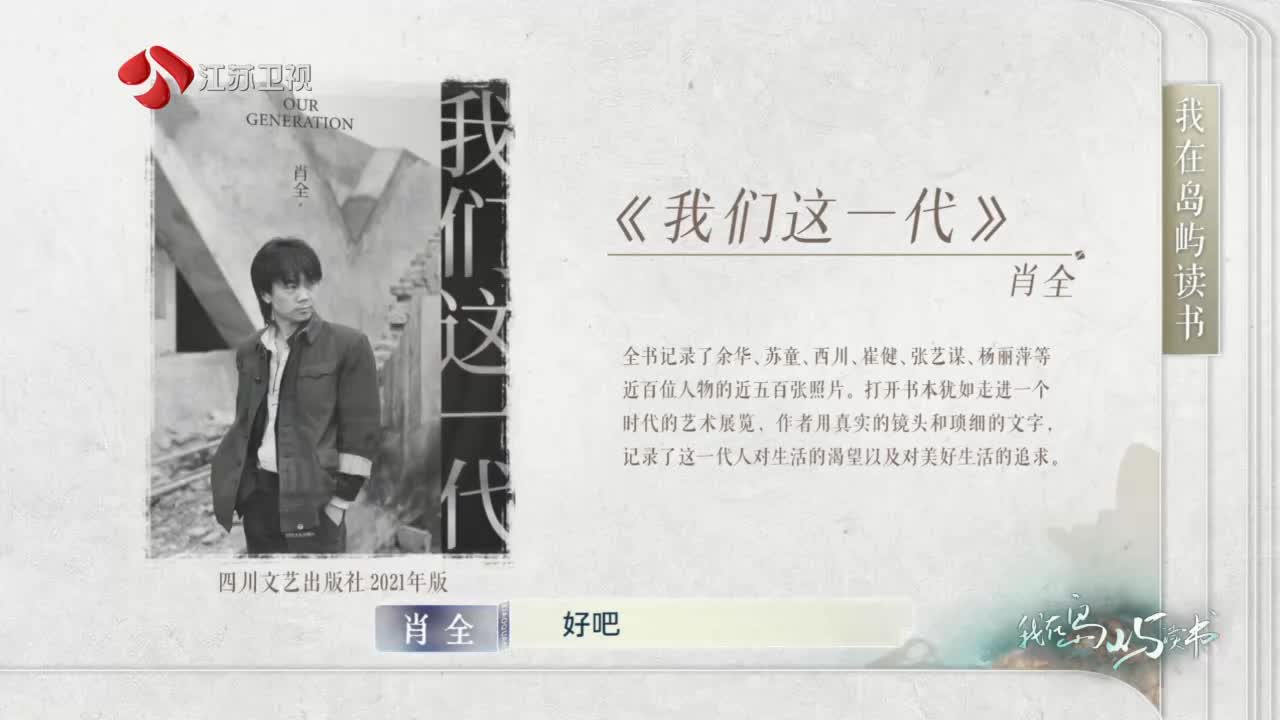 江苏卫视
OUR
GENERATION
肖全
我们这一代
《我们这一代》
肖全
全书记录了余华、苏童、西川、崔健、张艺谋、杨丽萍等
近百位人物的近五百张照片。打开书本犹如走进一个
时代的艺术展览，作者用真实的镜头和琐细的文字，
记录了这一代人对生活的渴望以及对美好生活的追求。
四川文艺出版社 2021年版
肖全
好吧
我在岛屿读书
我在岛屿读书